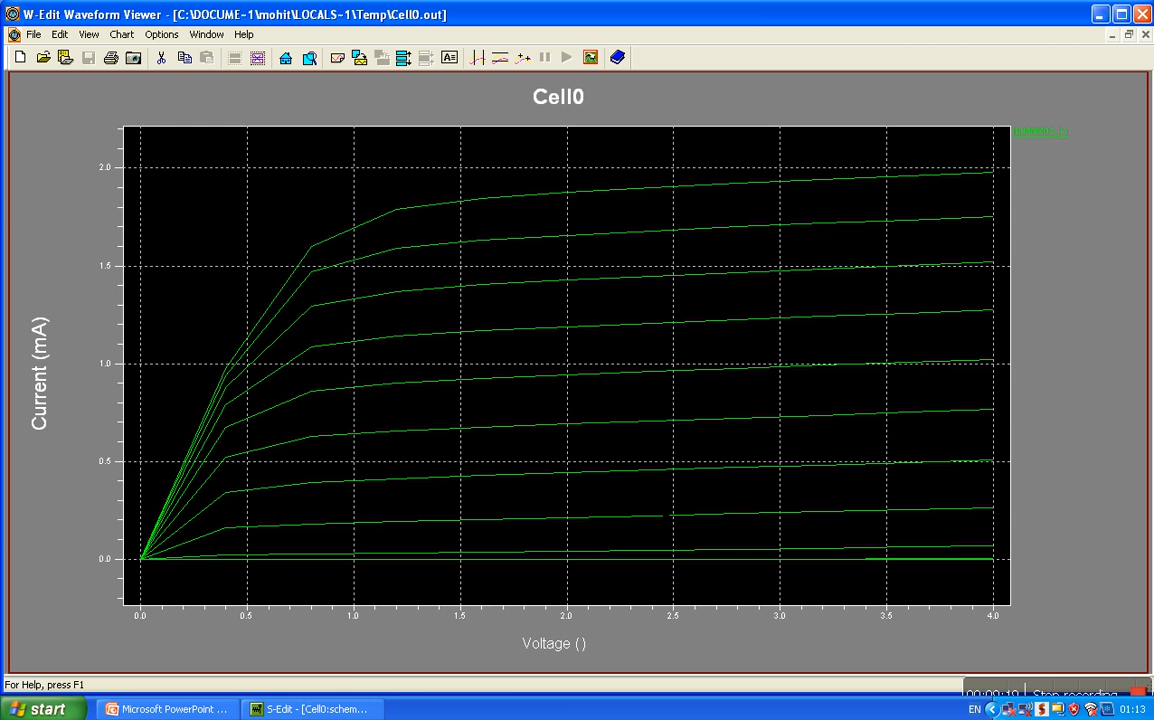 W-Edit Waveform Viewer - [C:\DOCUME~1\mohit\LOCALS~1\Temp\Cell0.out]
File Edit View Chart Options Window Help
Cell0
2.0
1.5
1.0
0.5
0.0
Current (mA)
0.0 0.5 1.0 1.5 2.0 2.5 3.0 3.5 4.0
Voltage ()
For Help, press F1
Stop recording
start Microsoft PowerPoint ... S-Edit - [Cell0:schem... EN 01:13